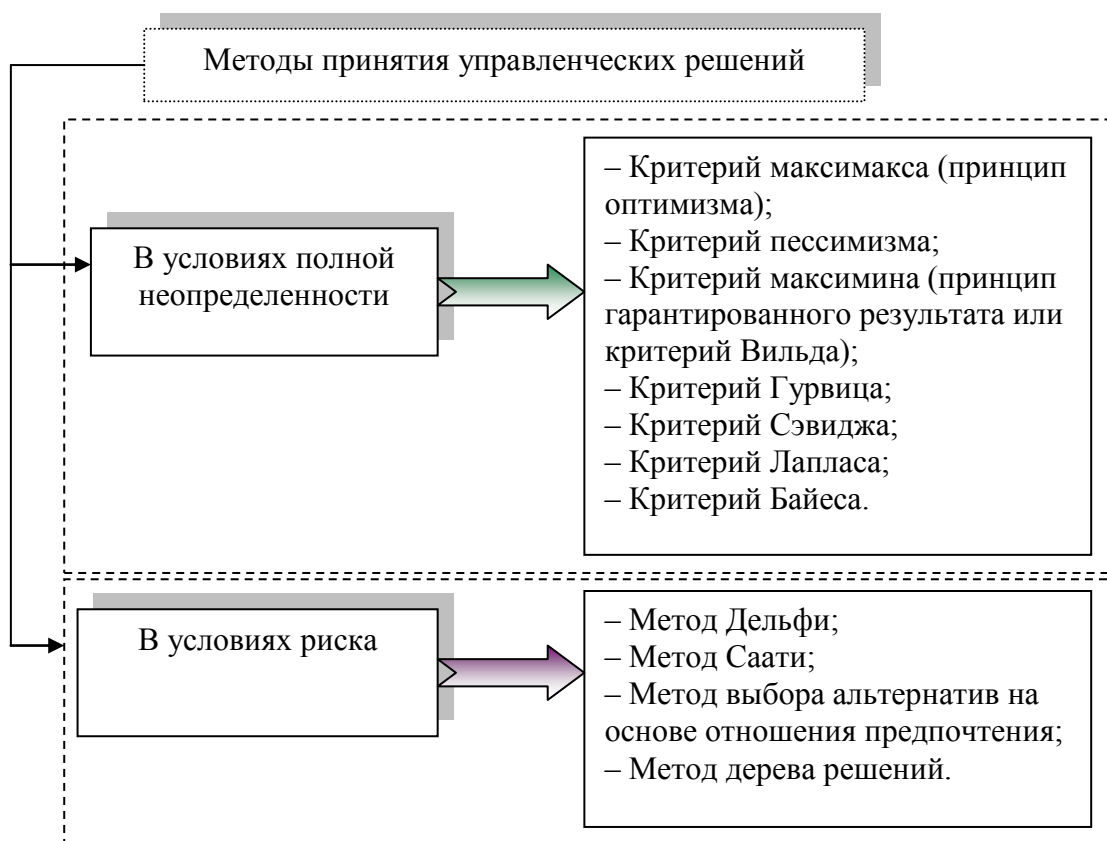 Методы принятия управленческих решений
В условиях полной
неопределенности
– Критерий максимакса (принцип
оптимизма);
– Критерий пессимизма;
– Критерий максимина (принцип
гарантированного результата или
критерий Вильда);
– Критерий Гурвица;
– Критерий Сэвиджа;
– Критерий Лапласа;
– Критерий Байеса.
В условиях риска
– Метод Дельфи;
– Метод Саати;
– Метод выбора альтернатив на
основе отношения предпочтения;
– Метод дерева решений.